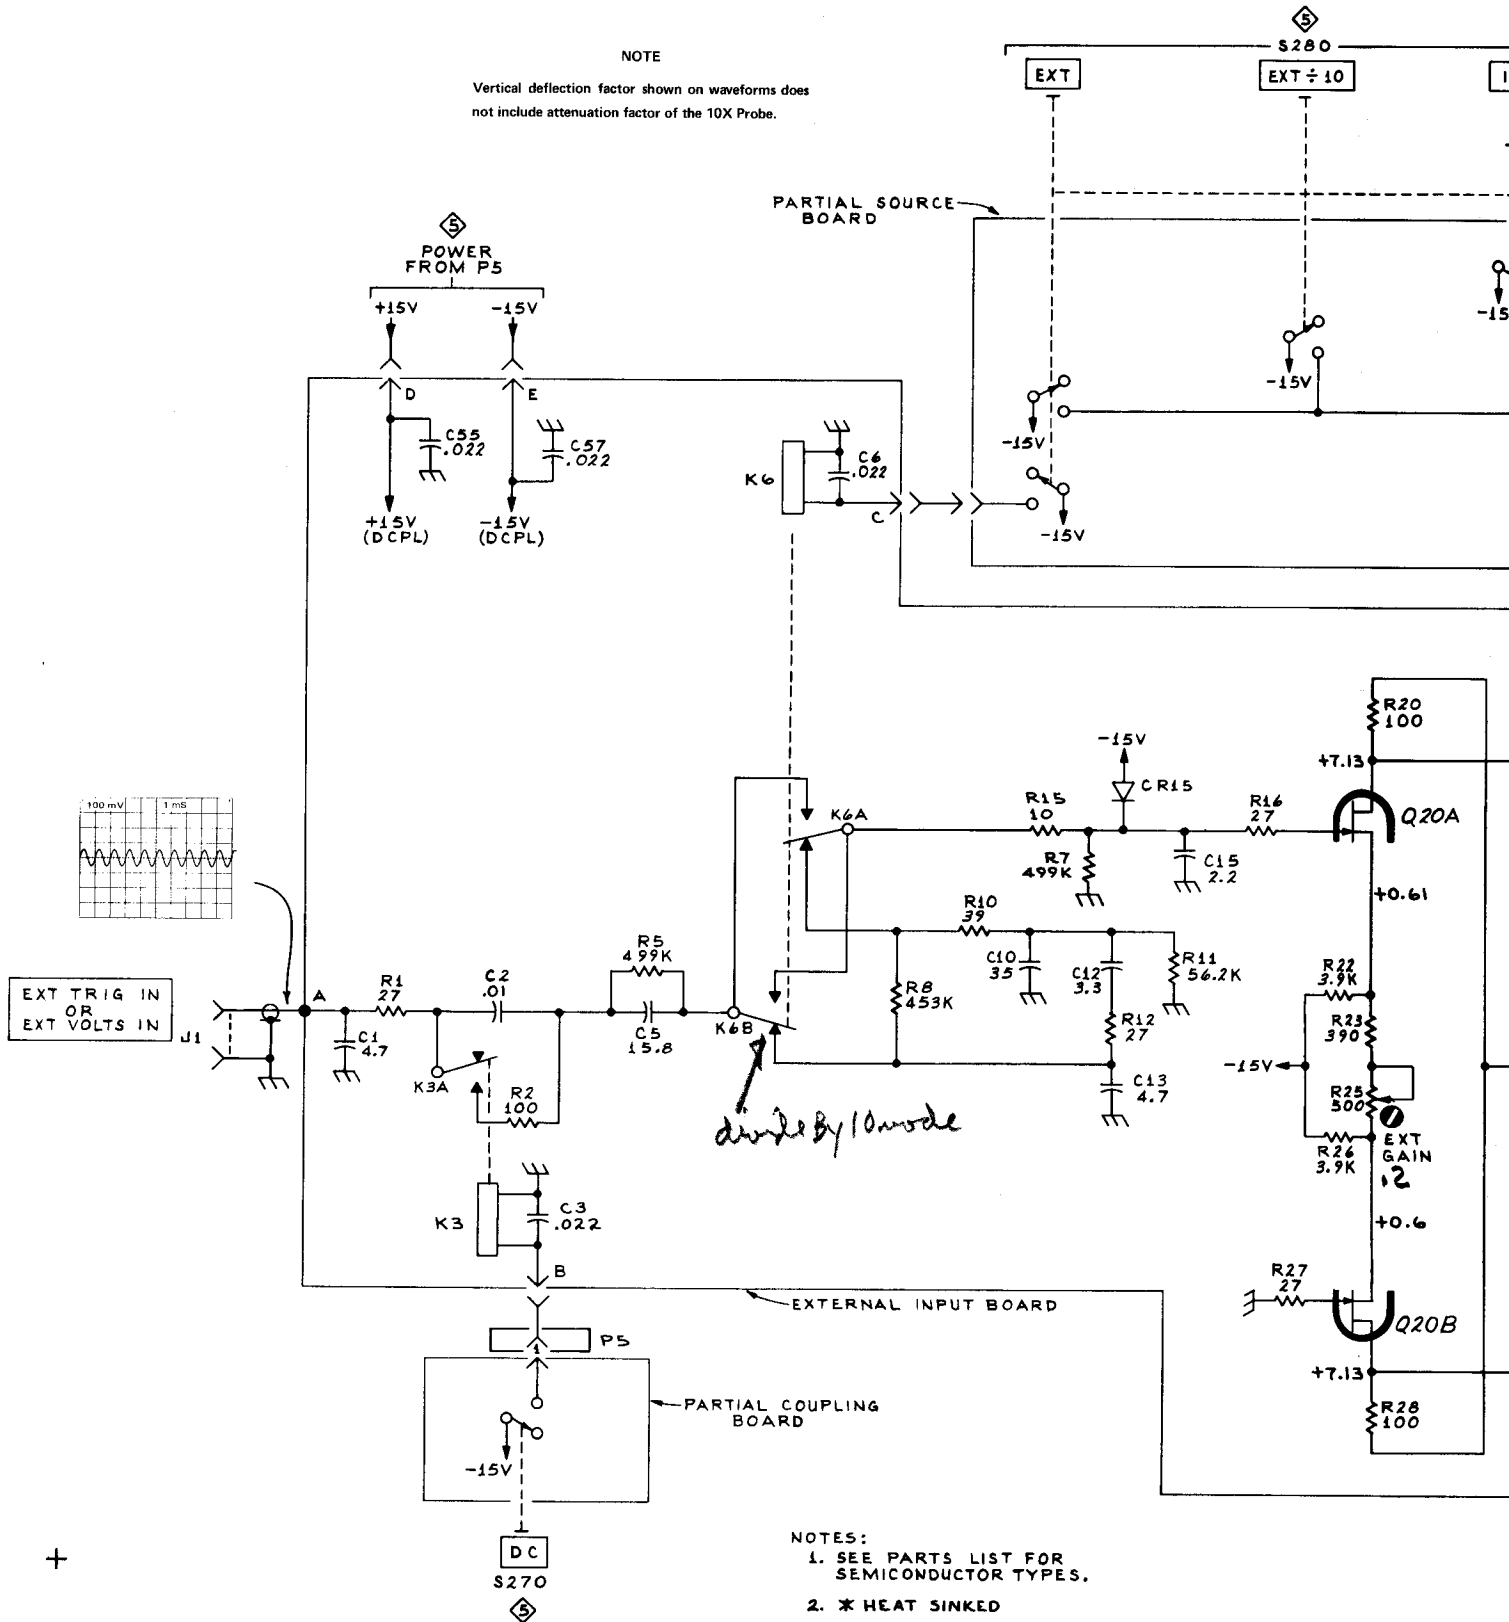 5
S280
EXT
EXT ÷ 10
NOTE
Vertical deflection factor shown on waveforms does
not include attenuation factor of the 10X Probe.
PARTIAL SOURCE
BOARD
5
POWER
FROM P5
+15V
-15V
D
E
C55
.022
C57
.022
+15V
(DCPL)
-15V
(DCPL)
K6
C6
.022
C
-15V
-15V
-15V
-15
R20
100
+7.13
Q20A
-15V
CR15
R15
10
R16
27
K6A
R7
499K
C15
2.2
+0.61
100 mV
1 mS
R10
39
C10
35
C12
3.3
R11
56.2K
R8
453K
R12
27
C13
4.7
EXT TRIG IN
OR
EXT VOLTS IN
J1
A
R1
27
C1
4.7
C2
.01
R5
499K
C5
15.8
K6B
K3A
R2
100
divide By 10 mode
R22
3.9K
R23
390
-15V
R25
500
EXT
GAIN
.2
R26
3.9K
+0.6
K3
C3
.022
B
EXTERNAL INPUT BOARD
R27
27
Q20B
+7.13
R28
100
P5
1
PARTIAL COUPLING
BOARD
-15V
DC
S270
5
NOTES:
1. SEE PARTS LIST FOR
SEMICONDUCTOR TYPES.
2. * HEAT SINKED